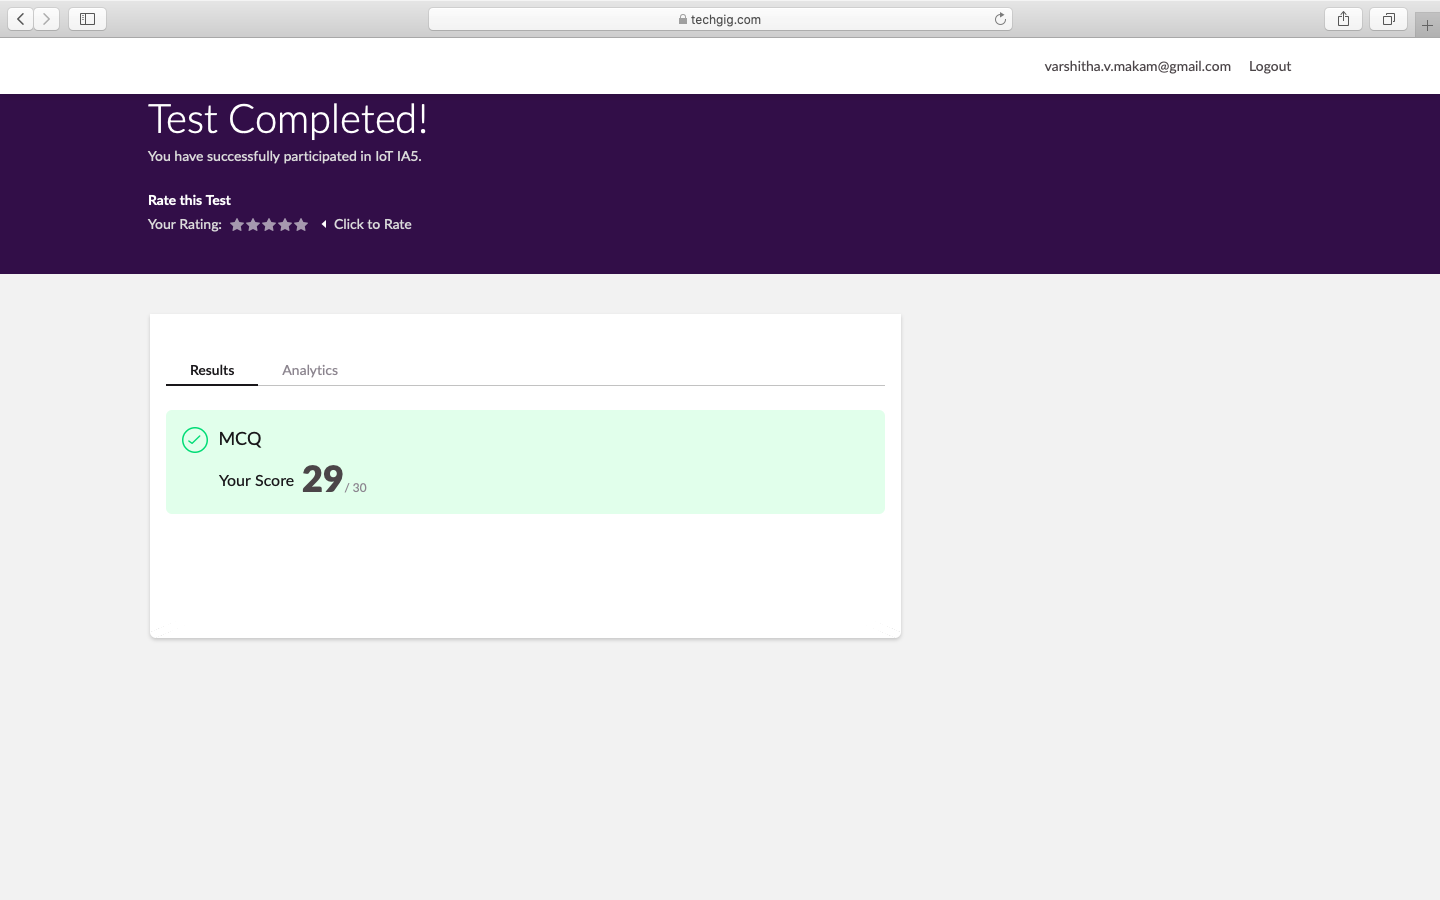 techgig.com
varshitha.v.makam@gmail.com Logout
Test Completed!
You have successfully participated in IoT IA5.
Rate this Test
Your Rating: Click to Rate
Results Analytics
MCQ
Your Score 29 / 30